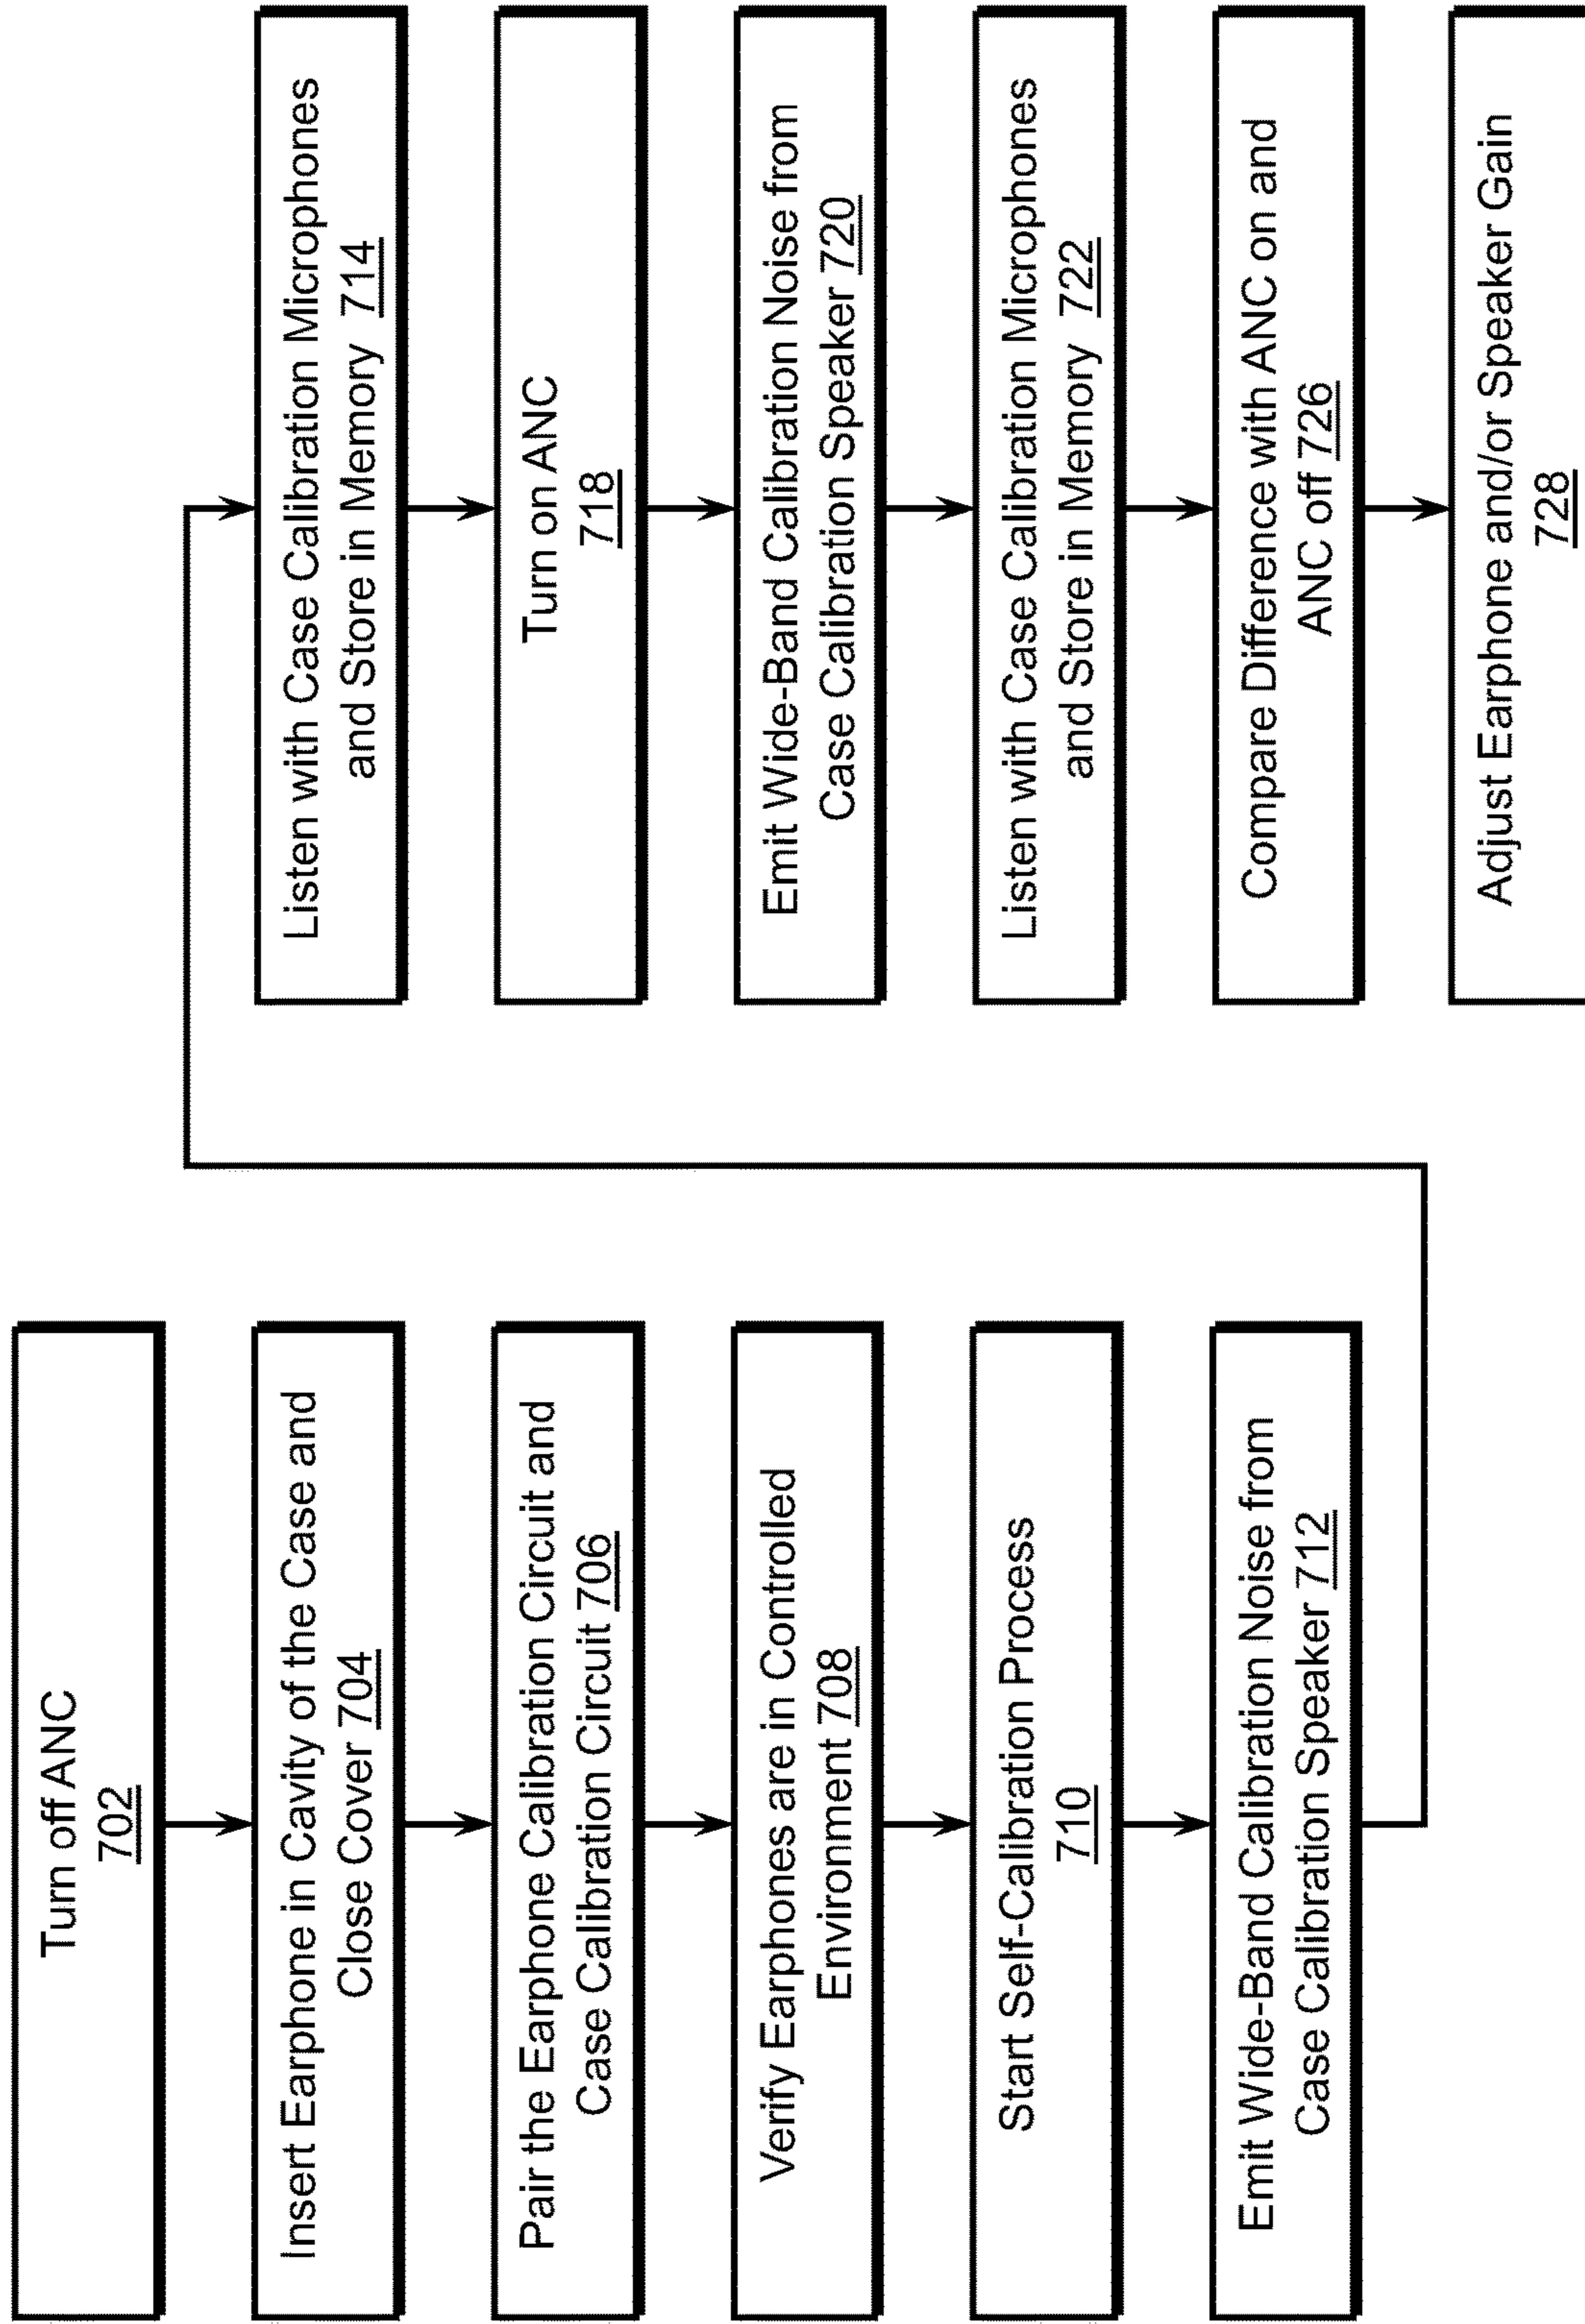 Turn off ANC
702
Insert Earphone in Cavity of the Case and
Close Cover 704
Pair the Earphone Calibration Circuit and
Case Calibration Circuit 706
Verify Earphones are in Controlled
Environment 708
Start Self-Calibration Process
710
Emit Wide-Band Calibration Noise from
Case Calibration Speaker 712
Listen with Case Calibration Microphones
and Store in Memory 714
Turn on ANC
718
Emit Wide-Band Calibration Noise from
Case Calibration Speaker 720
Listen with Case Calibration Microphones
and Store in Memory 722
Compare Difference with ANC on and
ANC off 726
Adjust Earphone and/or Speaker Gain
728